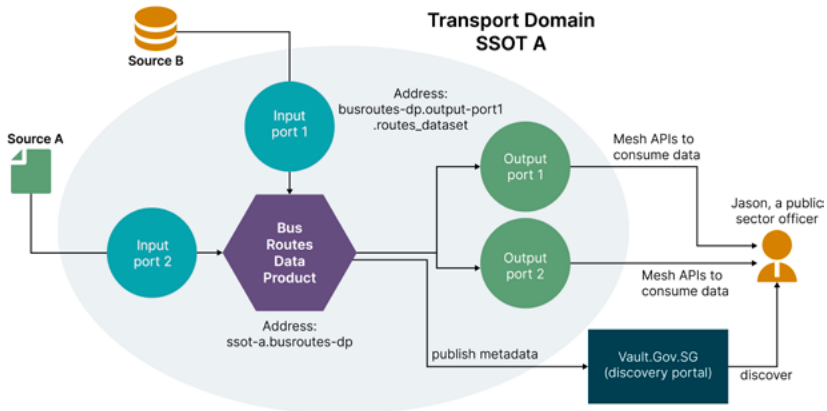 Transport Domain
SSOT A
Source B
Address:
busroutes-dp.output-port1
.routes_dataset
Input
port 1
Source A
Output
port 1
Mesh APIs to
consume data
Jason, a public
sector officer
Input
port 2
Bus
Routes
Data
Product
Output
port 2
Mesh APIs to
consume data
Address:
ssot-a.busroutes-dp
publish metadata
Vault.Gov.SG
(discovery portal)
discover